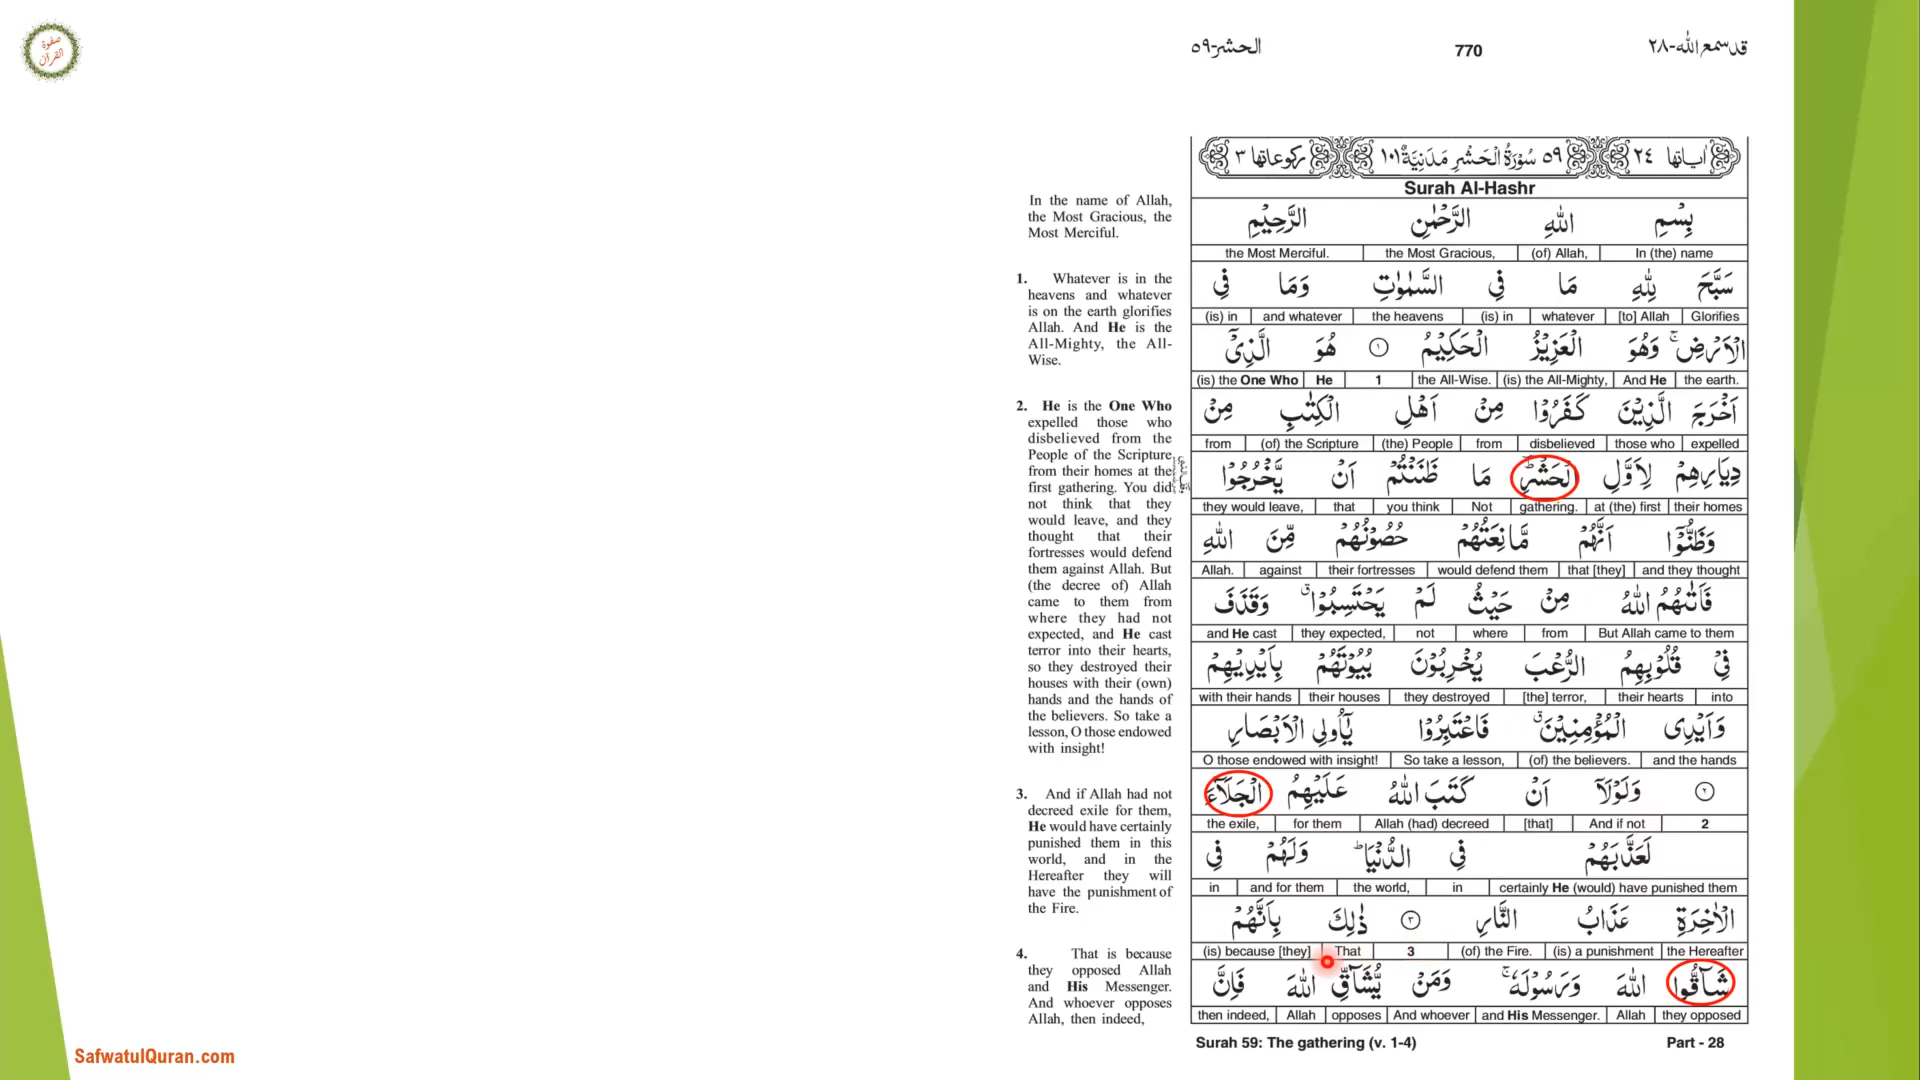 صفوة القرآن
الحشر-٥٩
770
قد سمع الله-٢٨
اٰیاتها ٢٤
٥٩ سُوْرَةُ الْحَشْرِ مَدَنِيَّةٌ ١٠١
ركوعاتها ٣
Surah Al-Hashr
بِسْمِ اللّٰهِ الرَّحْمٰنِ الرَّحِيْمِ
the Most Merciful. the Most Gracious, (of) Allah, In (the) name
سَبَّحَ لِلّٰهِ مَا فِي السَّمٰوٰتِ وَمَا فِي
(is) in and whatever the heavens (is) in whatever [to] Allah Glorifies
الْاَرْضِ ۚ وَهُوَ الْعَزِيْزُ الْحَكِيْمُ ١ هُوَ الَّذِيْۤ
(is) the One Who He 1 the All-Wise. (is) the All-Mighty, And He the earth.
اَخْرَجَ الَّذِيْنَ كَفَرُوْا مِنْ اَهْلِ الْكِتٰبِ مِنْ
from (of) the Scripture (the) People from disbelieved those who expelled
دِيَارِهِمْ لِاَوَّلِ الْحَشْرِ ؕ مَا ظَنَنْتُمْ اَنْ يَّخْرُجُوْا
they would leave, that you think Not gathering. at (the) first their homes
وَظَنُّوْۤا اَنَّهُمْ مَّانِعَتُهُمْ حُصُوْنُهُمْ مِّنَ اللّٰهِ
Allah. against their fortresses would defend them that [they] and they thought
فَاَتٰىهُمُ اللّٰهُ مِنْ حَيْثُ لَمْ يَحْتَسِبُوْا ۗ وَقَذَفَ
and He cast they expected, not where from But Allah came to them
فِيْ قُلُوْبِهِمُ الرُّعْبَ يُخْرِبُوْنَ بُيُوْتَهُمْ بِاَيْدِيْهِمْ
with their hands their houses they destroyed [the] terror, their hearts into
وَاَيْدِي الْمُؤْمِنِيْنَ ۗ فَاعْتَبِرُوْا يٰۤاُولِي الْاَبْصَارِ
O those endowed with insight! So take a lesson, (of) the believers. and the hands
٢ وَلَوْلَاۤ اَنْ كَتَبَ اللّٰهُ عَلَيْهِمُ الْجَلَآءَ
the exile, for them Allah (had) decreed [that] And if not 2
لَعَذَّبَهُمْ فِي الدُّنْيَا ؕ وَلَهُمْ فِي
in and for them the world, in certainly He (would) have punished them
الْاٰخِرَةِ عَذَابُ النَّارِ ٣ ذٰلِكَ بِاَنَّهُمْ
(is) because [they] That 3 (of) the Fire. (is) a punishment the Hereafter
شَآقُّوا اللّٰهَ وَرَسُوْلَهٗ ۚ وَمَنْ يُّشَآقِّ اللّٰهَ فَاِنَّ
then indeed, Allah opposes And whoever and His Messenger. Allah they opposed
In the name of Allah,
the Most Gracious, the
Most Merciful.
1. Whatever is in the
heavens and whatever
is on the earth glorifies
Allah. And He is the
All-Mighty, the All-
Wise.
2. He is the One Who
expelled those who
disbelieved from the
People of the Scripture
from their homes at the
first gathering. You did
not think that they
would leave, and they
thought that their
fortresses would defend
them against Allah. But
(the decree of) Allah
came to them from
where they had not
expected, and He cast
terror into their hearts,
so they destroyed their
houses with their (own)
hands and the hands of
the believers. So take a
lesson, O those endowed
with insight!
3. And if Allah had not
decreed exile for them,
He would have certainly
punished them in this
world, and in the
Hereafter they will
have the punishment of
the Fire.
4. That is because
they opposed Allah
and His Messenger.
And whoever opposes
Allah, then indeed,
Surah 59: The gathering (v. 1-4)
Part - 28
SafwatulQuran.com